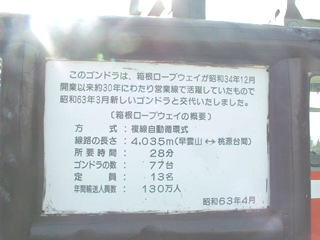 このゴンドラは、箱根ロープウェイが昭和34年12月
開業以来約30年にわたり営業線で活躍していたもので
昭和63年3月新しいゴンドラと交代いたしました。
(箱根ロープウェイの概要)
方式:複線自動循環式
線路の長さ:4,035m(早雲山↔桃源台間)
所要時間:28分
ゴンドラの数:77台
定員:13名
年間輸送人員数:130万人
昭和63年4月